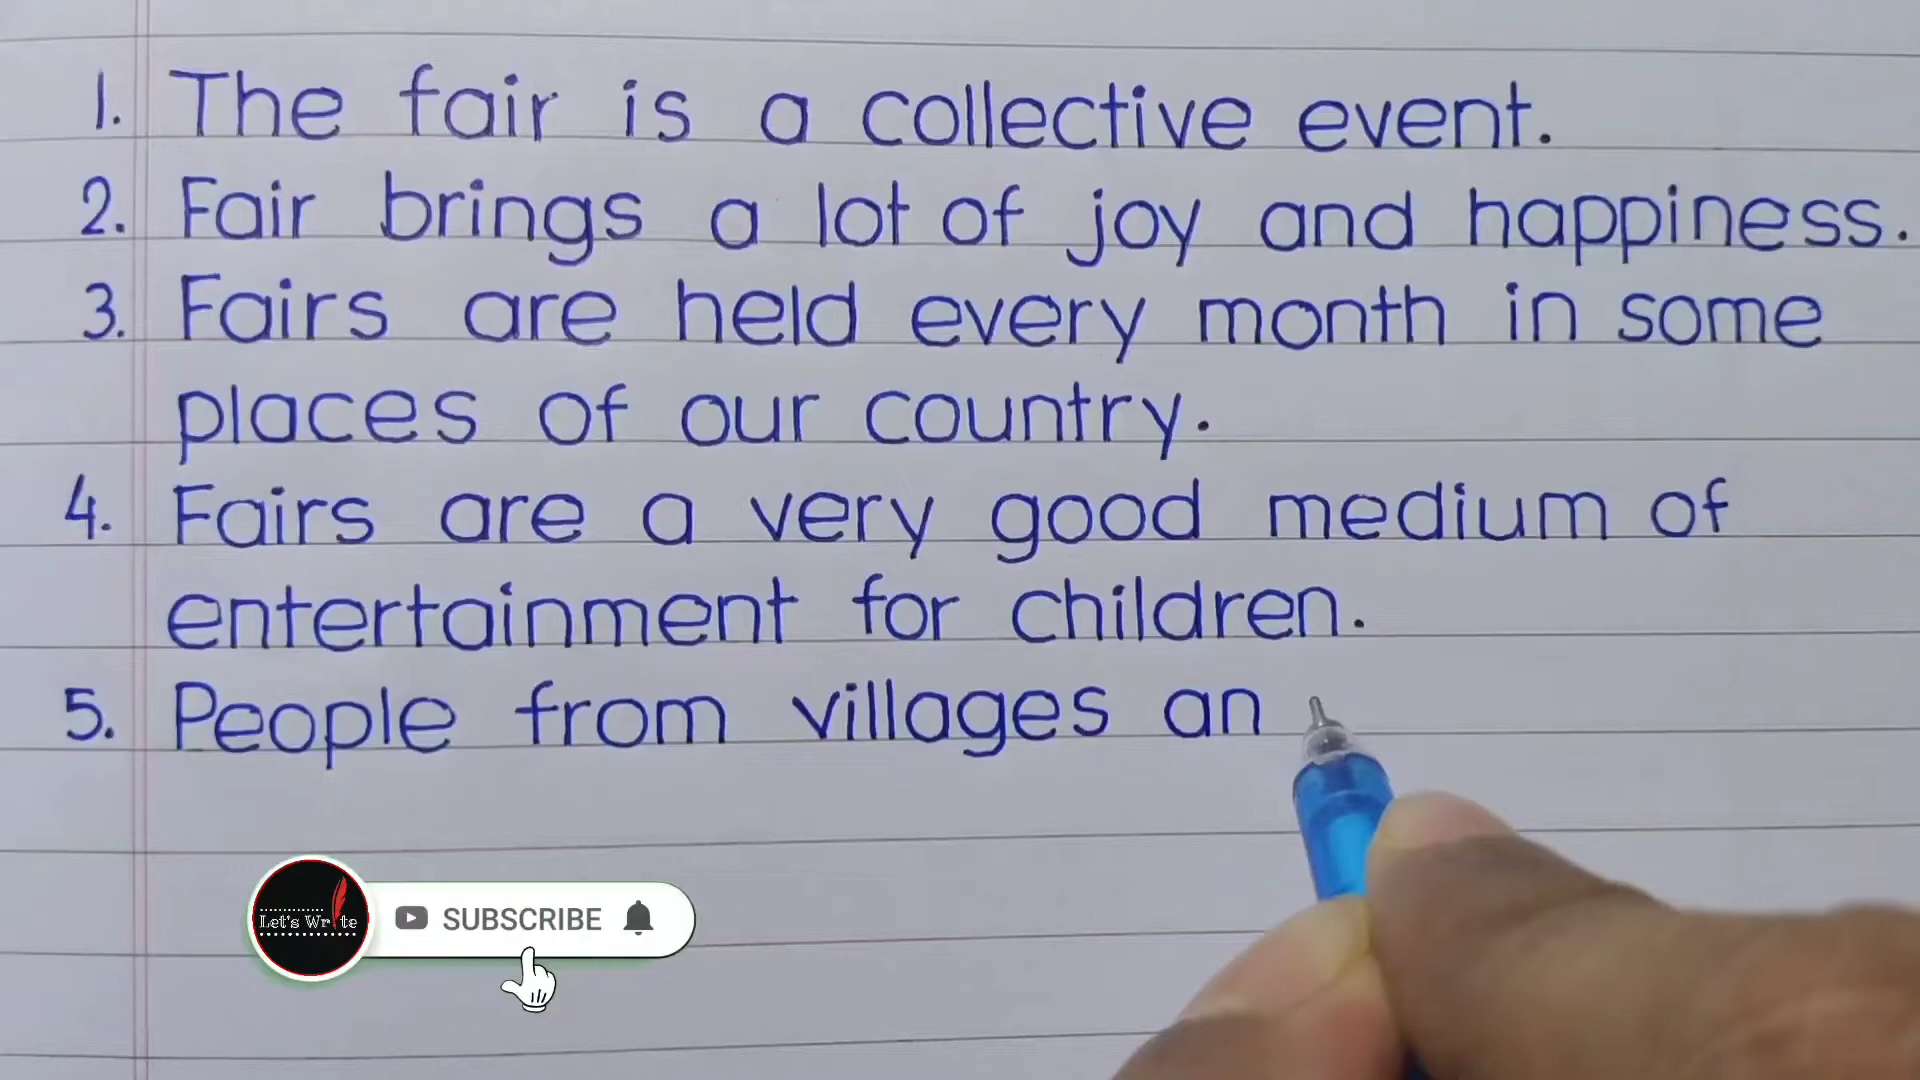 1. The fair is a collective event.
2. Fair brings a lot of joy and happiness.
3. Fairs are held every month in some
places of our country.
4. Fairs are a very good medium of
entertainment for children.
5. People from villages an
Let's Write
SUBSCRIBE